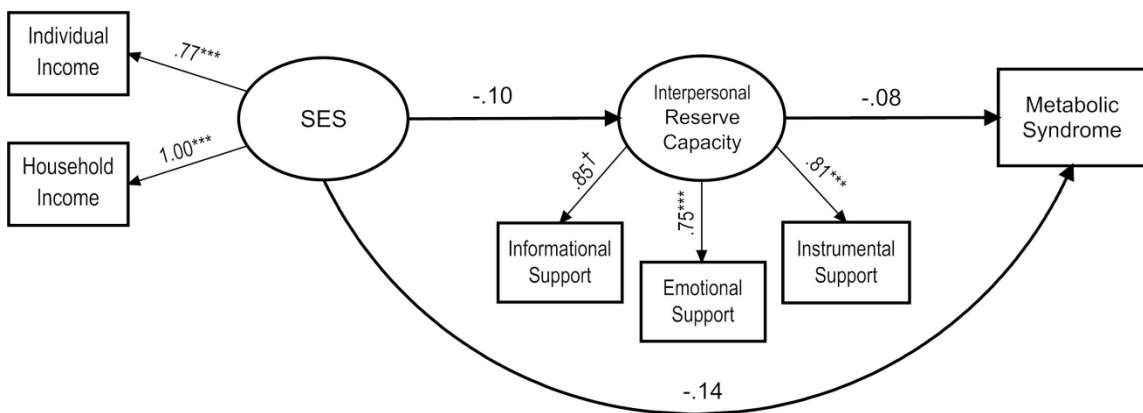 Individual
Income
.77***
Household
Income
1.00***
SES
-.10
Interpersonal
Reserve
Capacity
-.08
Metabolic
Syndrome
.85†
Informational
Support
.75***
Emotional
Support
.81***
Instrumental
Support
-.14